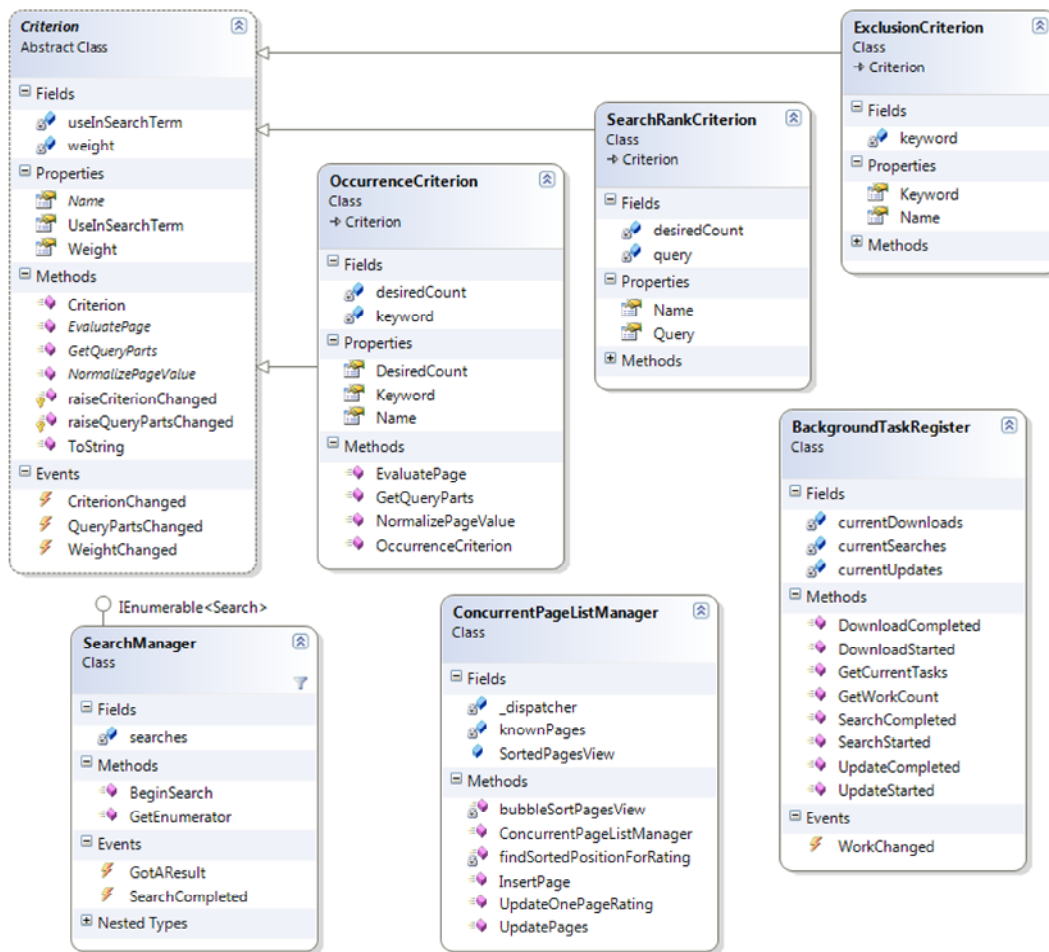 Criterion
Abstract Class
Fields
useInSearchTerm
weight
Properties
Name
UseInSearchTerm
Weight
Methods
Criterion
EvaluatePage
GetQueryParts
NormalizePageValue
raiseCriterionChanged
raiseQueryPartsChanged
ToString
Events
CriterionChanged
QueryPartsChanged
WeightChanged
OccurrenceCriterion
Class
Criterion
Fields
desiredCount
keyword
Properties
DesiredCount
Keyword
Name
Methods
EvaluatePage
GetQueryParts
NormalizePageValue
OccurrenceCriterion
SearchRankCriterion
Class
Criterion
Fields
desiredCount
query
Properties
Name
Query
Methods
ExclusionCriterion
Class
Criterion
Fields
keyword
Properties
Keyword
Name
Methods
IEnumerable<Search>
SearchManager
Class
Fields
searches
Methods
BeginSearch
GetEnumerator
Events
GotAResult
SearchCompleted
Nested Types
ConcurrentPageListManager
Class
Fields
_dispatcher
knownPages
SortedPagesView
Methods
bubbleSortPagesView
ConcurrentPageListManager
findSortedPositionForRating
InsertPage
UpdateOnePageRating
UpdatePages
BackgroundTaskRegister
Class
Fields
currentDownloads
currentSearches
currentUpdates
Methods
DownloadCompleted
DownloadStarted
GetCurrentTasks
GetWorkCount
SearchCompleted
SearchStarted
UpdateCompleted
UpdateStarted
Events
WorkChanged